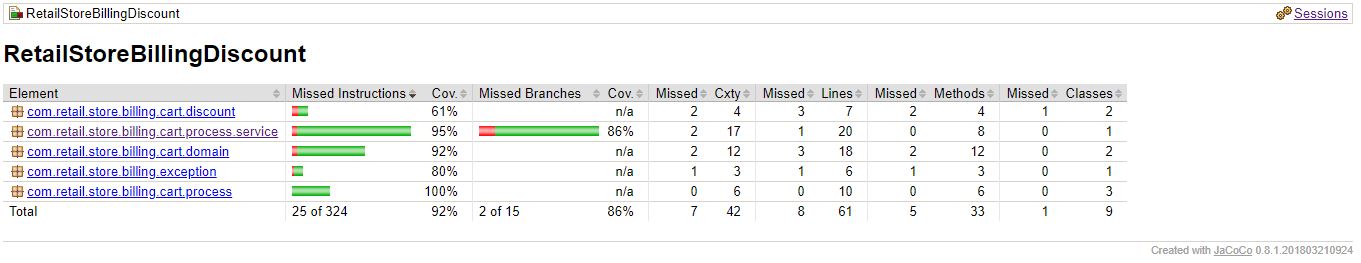 RetailStoreBillingDiscount Sessions
RetailStoreBillingDiscount
Element Missed Instructions Cov. Missed Branches Cov. Missed Cxty Missed Lines Missed Methods Missed Classes
com.retail.store.billing.cart.discount 61% n/a 2 4 3 7 2 4 1 2
com.retail.store.billing.cart.process.service 95% 86% 2 17 1 20 0 8 0 1
com.retail.store.billing.cart.domain 92% n/a 2 12 3 18 2 12 0 2
com.retail.store.billing.exception 80% n/a 1 3 1 6 1 3 0 1
com.retail.store.billing.cart.process 100% n/a 0 6 0 10 0 6 0 3
Total 25 of 324 92% 2 of 15 86% 7 42 8 61 5 33 1 9
Created with JaCoCo 0.8.1.201803210924